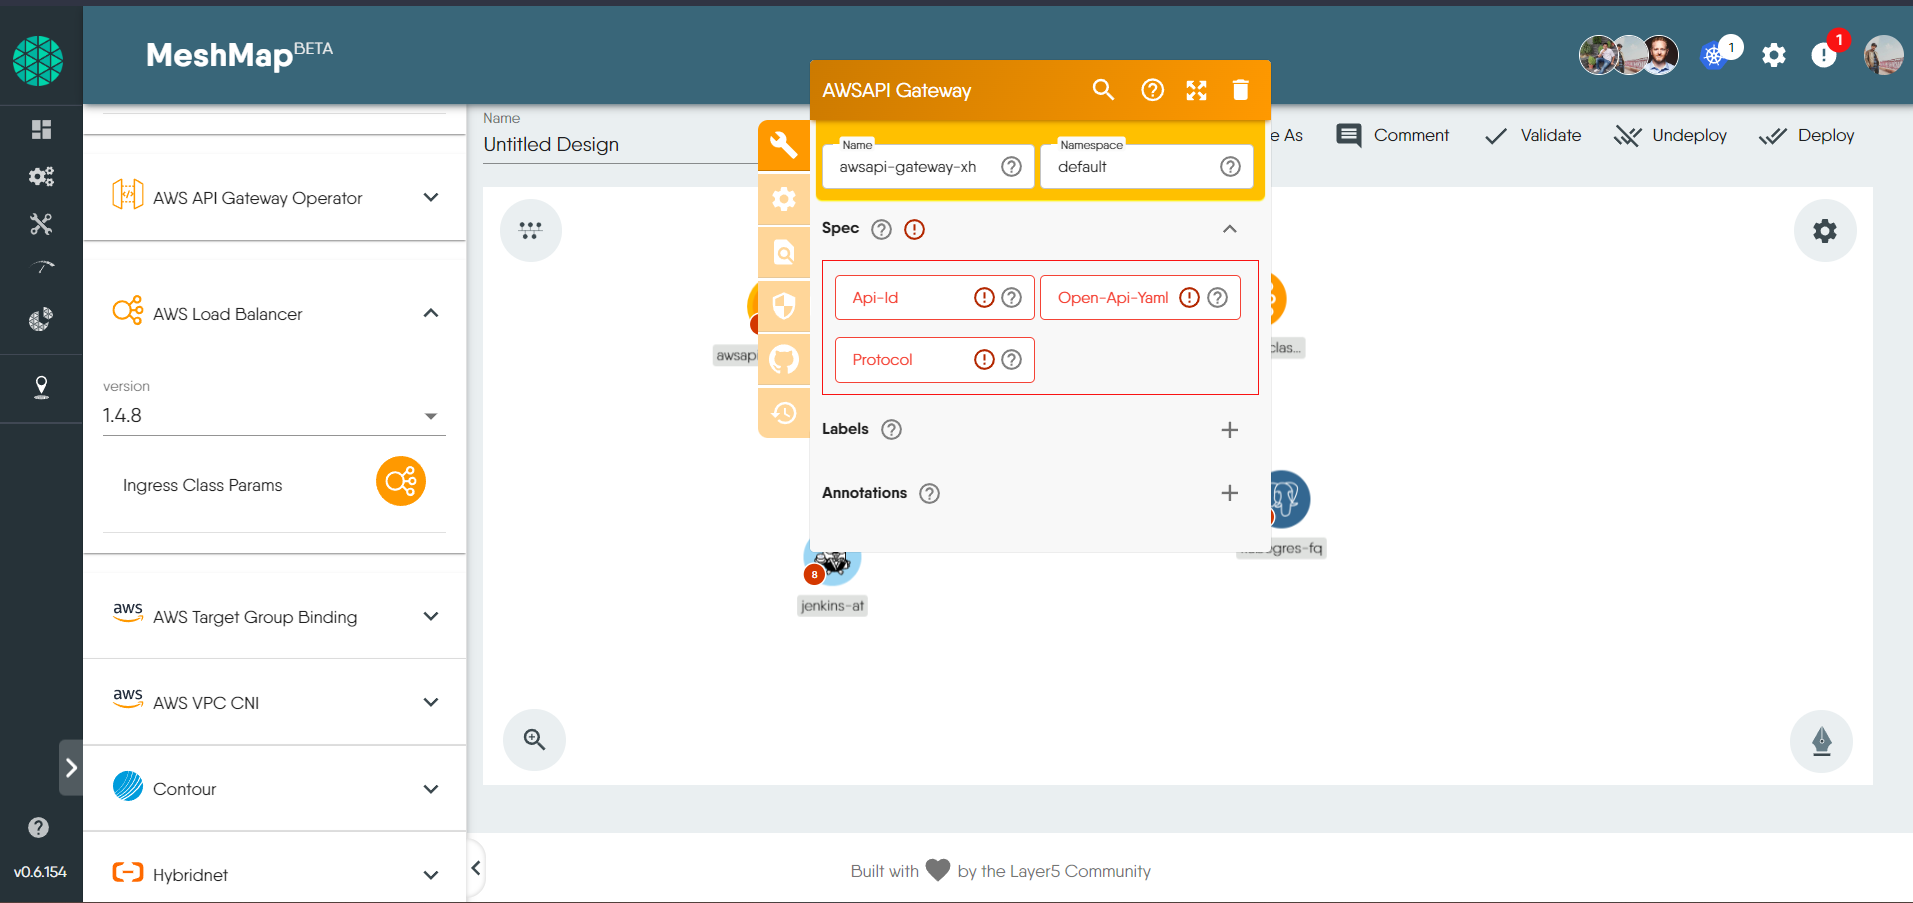 MeshMap BETA
1
1
AWSAPI Gateway
Name
Untitled Design
e As
Comment
Validate
Undeploy
Deploy
Name
awsapi-gateway-xh
Namespace
default
AWS API Gateway Operator
Spec
Api-Id
Open-Api-Yaml
AWS Load Balancer
awsapi
clas...
Protocol
version
1.4.8
Labels
Ingress Class Params
Annotations
gres-fq
8
jenkins-at
aws
AWS Target Group Binding
aws
AWS VPC CNI
Contour
Hybridnet
v0.6.154
Built with
by the Layer5 Community